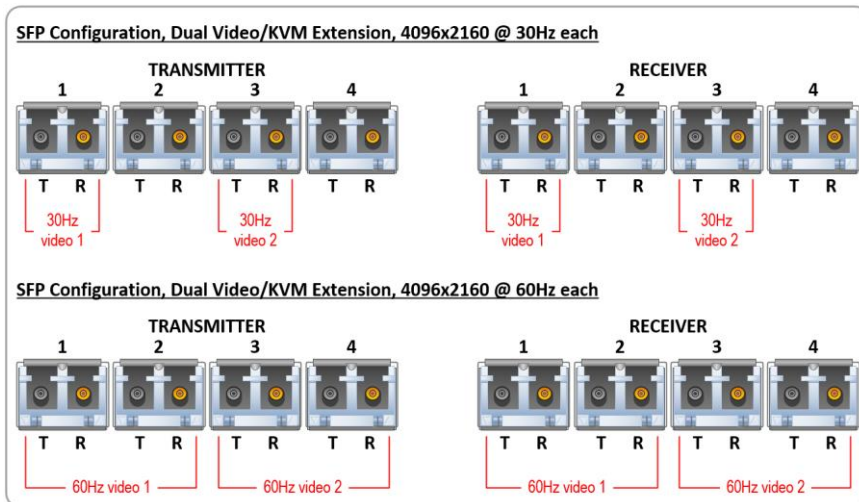 SFP Configuration, Dual Video/KVM Extension, 4096x2160 @ 30Hz each
TRANSMITTER RECEIVER
1 2 3 4 1 2 3 4
T R T R T R T R T R T R T R T R
30Hz 30Hz 30Hz 30Hz
video 1 video 2 video 1 video 2
SFP Configuration, Dual Video/KVM Extension, 4096x2160 @ 60Hz each
TRANSMITTER RECEIVER
1 2 3 4 1 2 3 4
T R T R T R T R T R T R T R T R
60Hz video 1 60Hz video 2 60Hz video 1 60Hz video 2